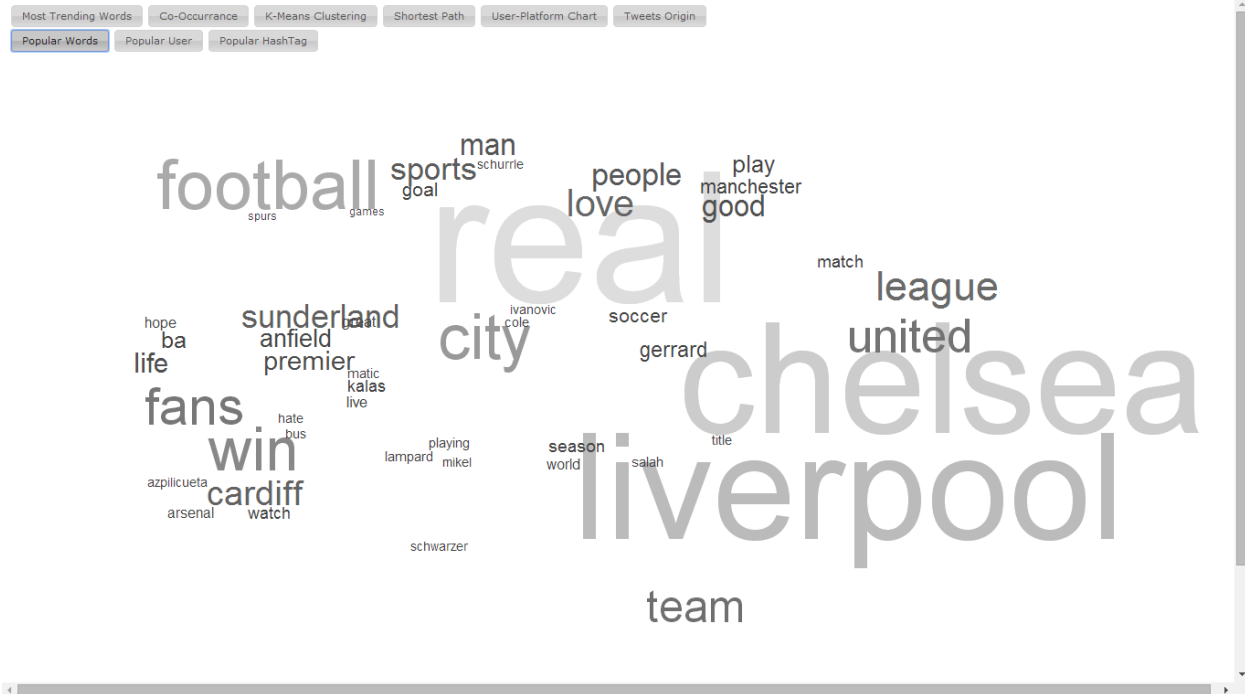 Most Trending Words Co-Occurrance K-Means Clustering Shortest Path User-Platform Chart Tweets Origin
Popular Words Popular User Popular HashTag
man
football
sports
schurrle
people
play
goal
manchester
real
love
good
spurs
games
match
league
sunderland
great
ivanovic
soccer
hope
cole
city
united
ba
anfield
gerrard
life
premier
chelsea
matic
kalas
live
fans
hate
bus
win
playing
season
title
lampard
mikel
world
salah
liverpool
azpilicueta
cardiff
arsenal
watch
schwarzer
team